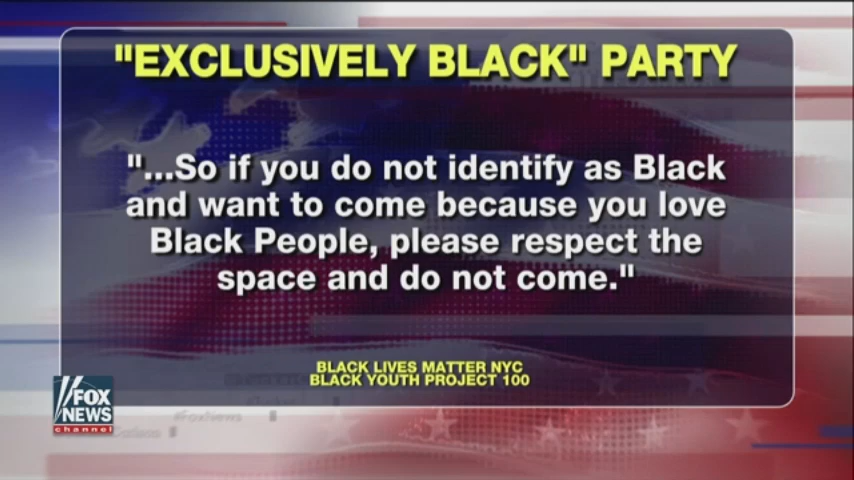 "EXCLUSIVELY BLACK" PARTY
"...So if you do not identify as Black
and want to come because you love
Black People, please respect the
space and do not come."
BLACK LIVES MATTER NYC
BLACK YOUTH PROJECT 100
FOX
NEWS
channel